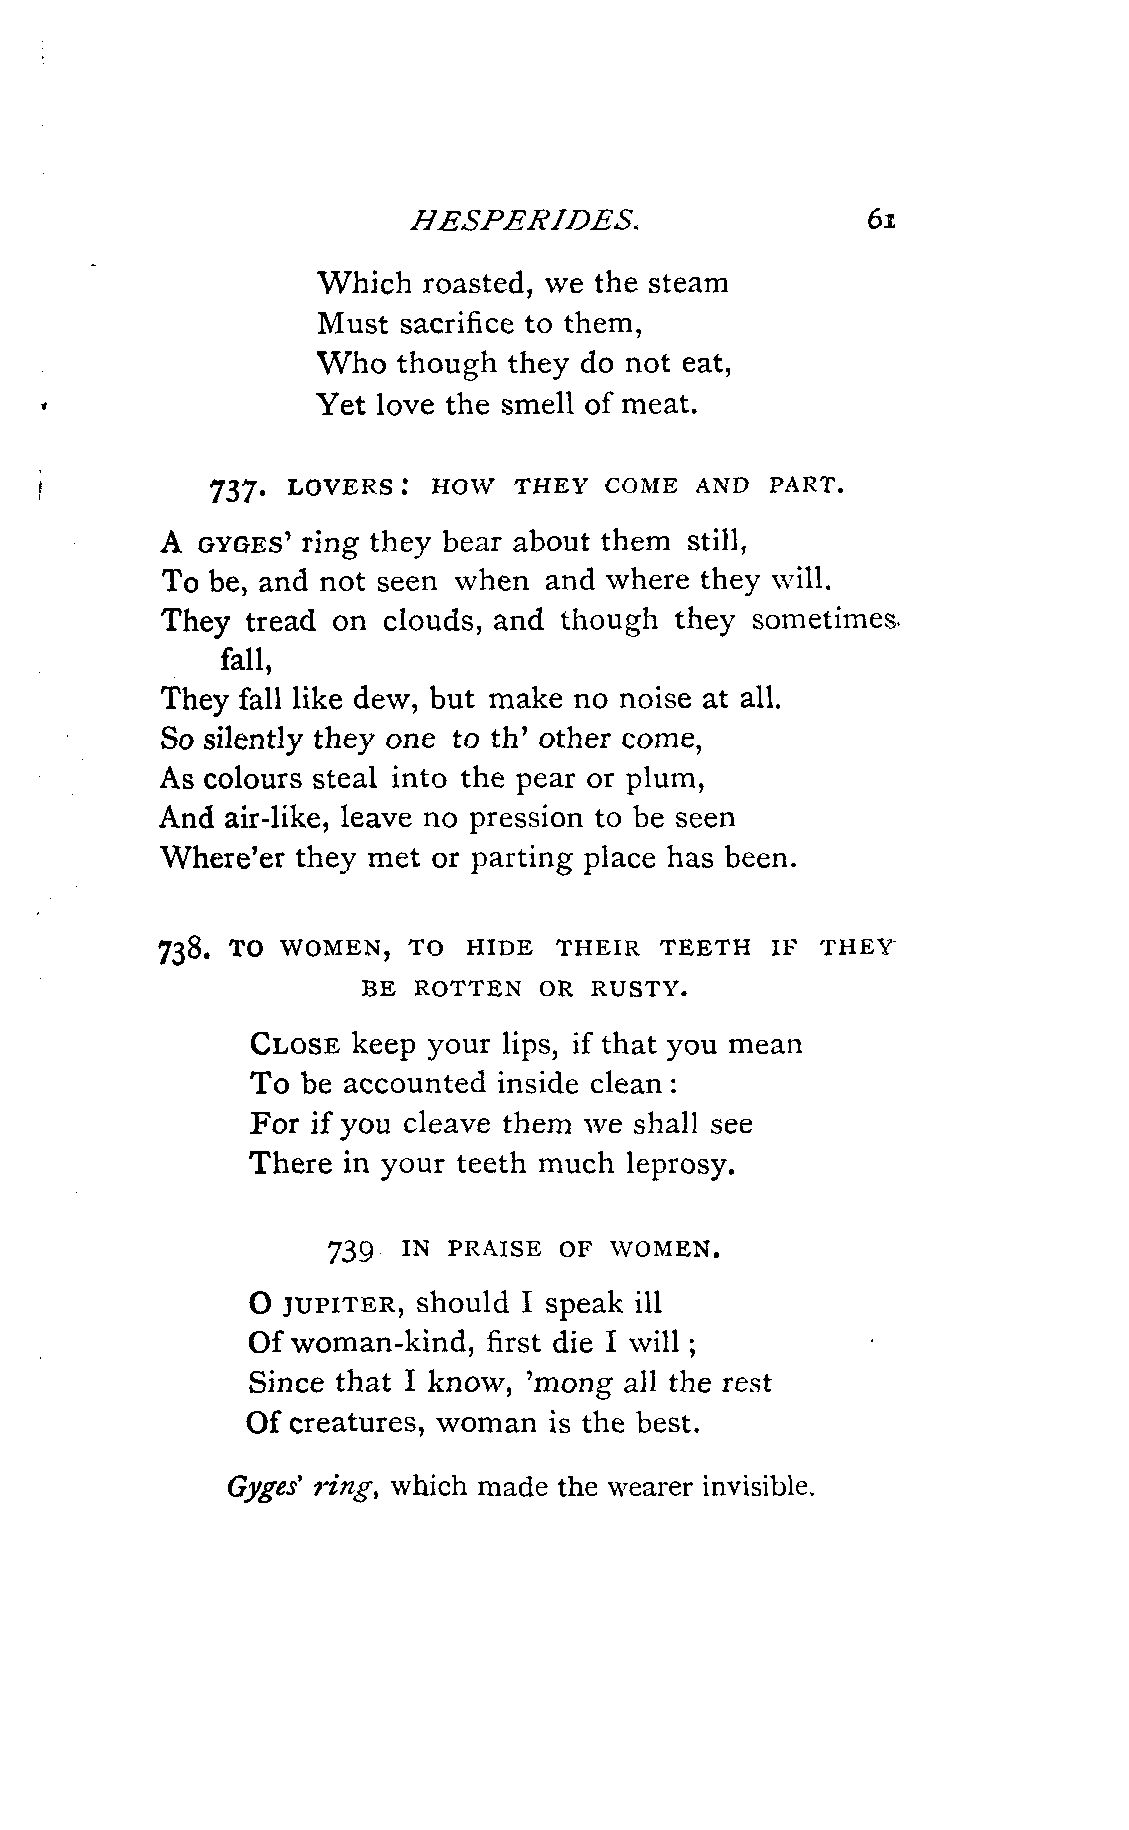 HESPERIDES. 61
Which roasted, we the steam
Must sacrifice to them,
Who though they do not eat,
Yet love the smell of meat.
737. LOVERS: HOW THEY COME AND PART.
A GYGES' ring they bear about them still,
To be, and not seen when and where they will.
They tread on clouds, and though they sometimes
fall,
They fall like dew, but make no noise at all.
So silently they one to th' other come,
As colours steal into the pear or plum,
And air-like, leave no pression to be seen
Where'er they met or parting place has been.
738. TO WOMEN, TO HIDE THEIR TEETH IF THEY
BE ROTTEN OR RUSTY.
CLOSE keep your lips, if that you mean
To be accounted inside clean:
For if you cleave them we shall see
There in your teeth much leprosy.
739 IN PRAISE OF WOMEN.
O JUPITER, should I speak ill
Of woman-kind, first die I will;
Since that I know, 'mong all the rest
Of creatures, woman is the best.
Gyges' ring, which made the wearer invisible.